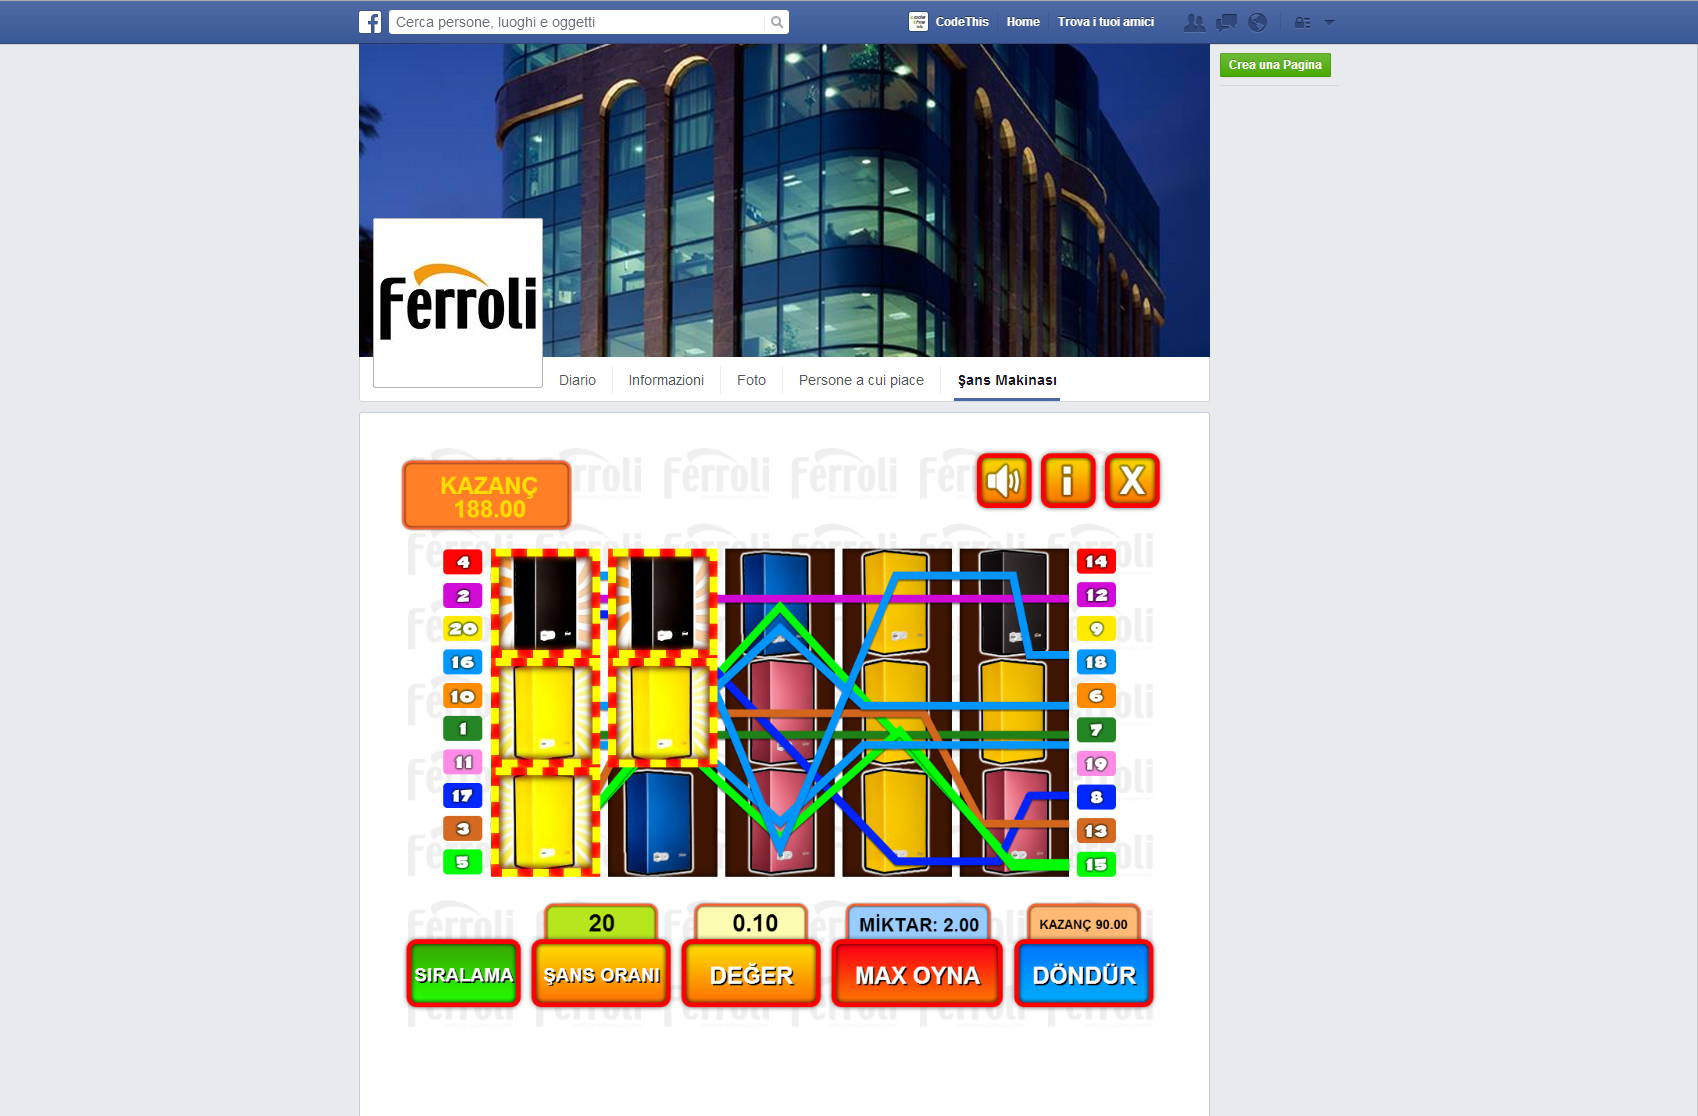 Cerca persone, luoghi e oggetti
CodeThis
Home
Trova i tuoi amici
Crea una Pagina
Ferroli
Diario
Informazioni
Foto
Persone a cui piace
Şans Makinası
KAZANÇ
188.00
i
X
4
2
20
16
10
1
11
17
3
5
14
12
9
18
6
7
19
8
13
15
20
0.10
MİKTAR: 2.00
KAZANÇ 90.00
SIRALAMA
ŞANS ORANI
DEĞER
MAX OYNA
DÖNDÜR